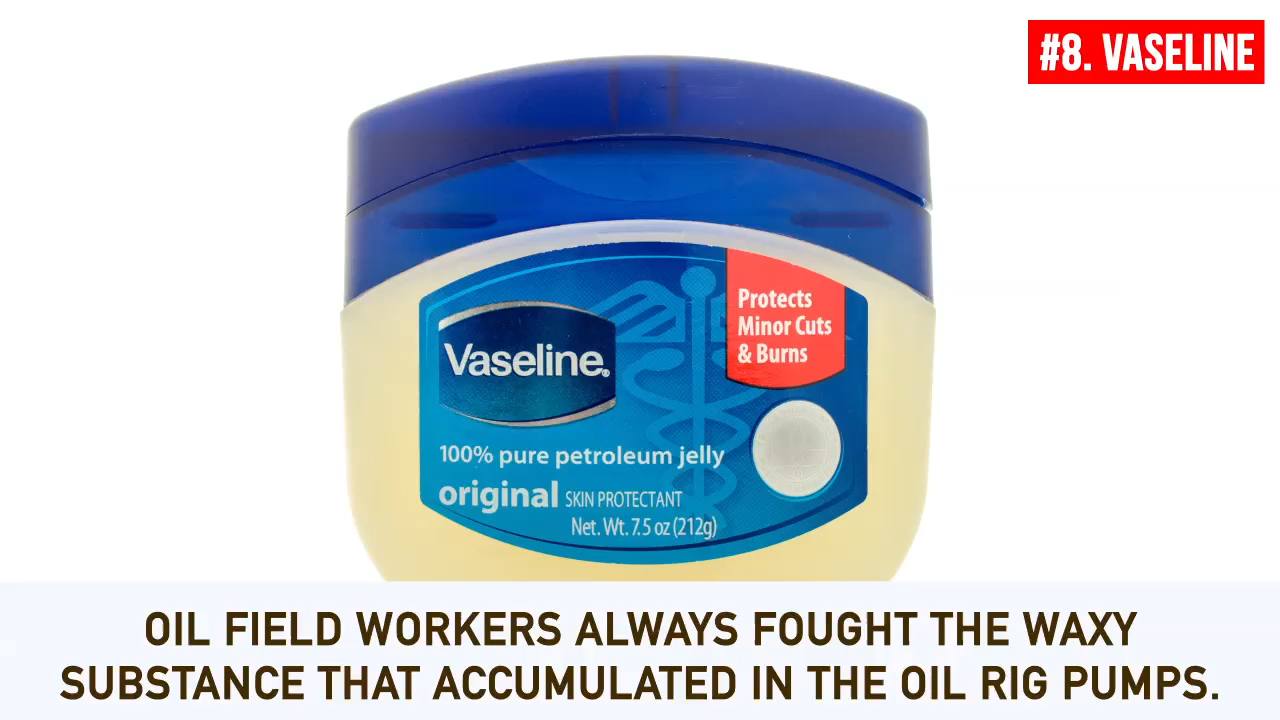 #8. VASELINE
Protects
Minor Cuts
& Burns
Vaseline®
100% pure petroleum jelly
original SKIN PROTECTANT
Net. Wt. 7.5 oz (212g)
OIL FIELD WORKERS ALWAYS FOUGHT THE WAXY
SUBSTANCE THAT ACCUMULATED IN THE OIL RIG PUMPS.